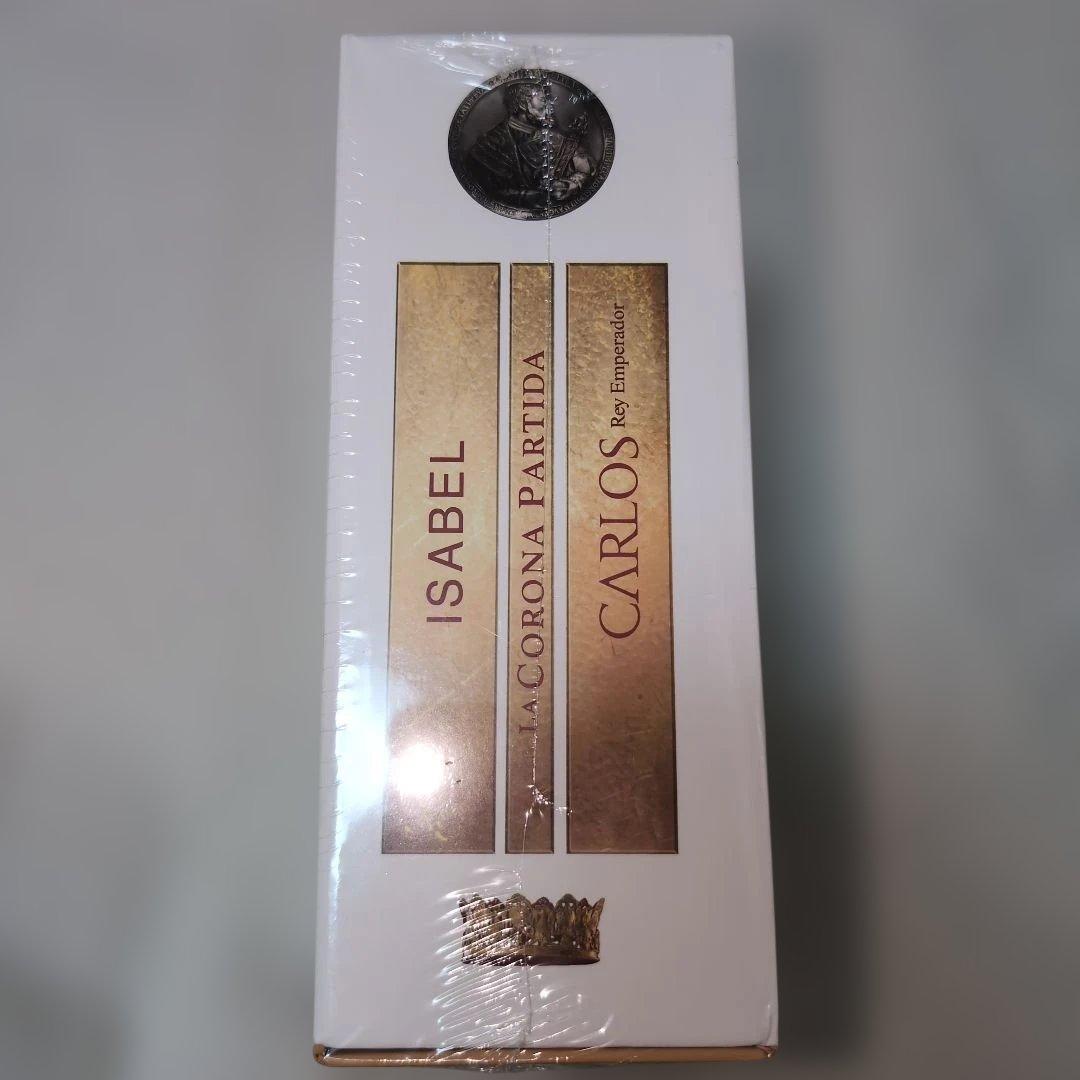 ISABEL
LA CORONA PARTIDA
CARLOS Rey Emperador